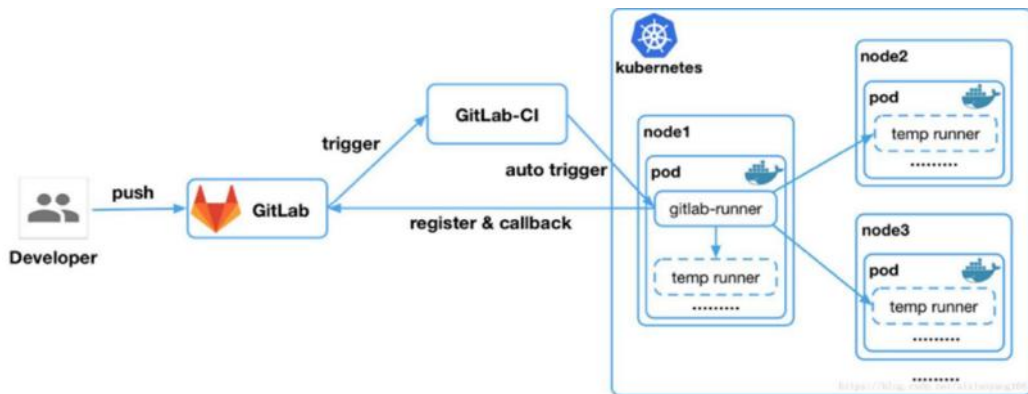 kubernetes
node2
pod
temp runner
.........
GitLab-CI
trigger
auto trigger
node1
pod
gitlab-runner
temp runner
.........
push
GitLab
register & callback
Developer
node3
pod
temp runner
.........
.........